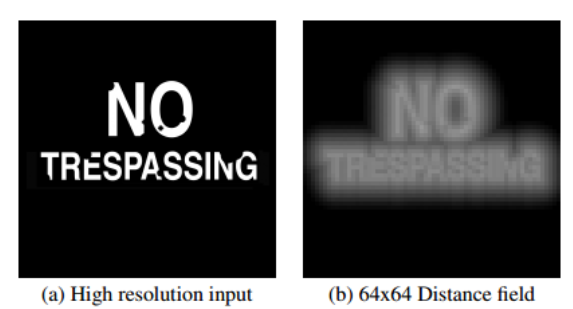 NO
TRESPASSING
(a) High resolution input
NO
TRESPASSING
(b) 64x64 Distance field